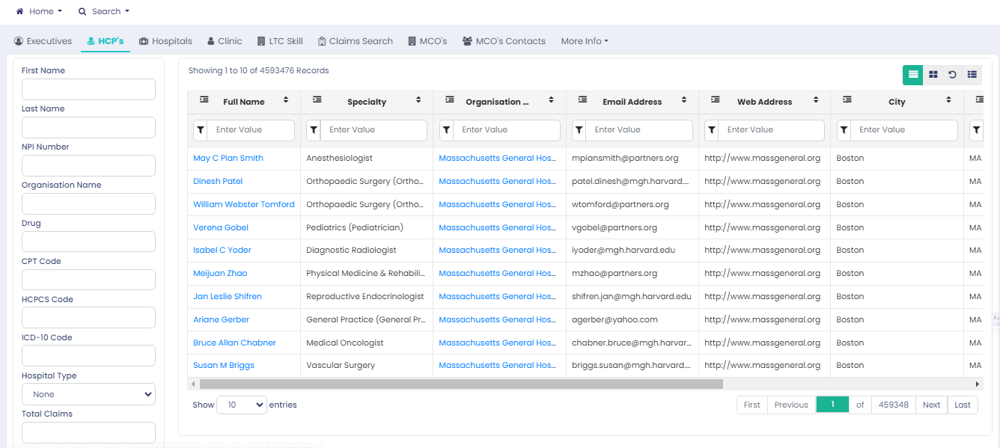 Home Search
Executives HCP's Hospitals Clinic LTC Skill Claims Search MCO's MCO's Contacts More Info
First Name
Last Name
NPI Number
Organisation Name
Drug
CPT Code
HCPCS Code
ICD-10 Code
Hospital Type
None
Total Claims
Showing 1 to 10 of 4593476 Records
Full Name Specialty Organisation ... Email Address Web Address City
Enter Value Enter Value Enter Value Enter Value Enter Value Enter Value
May C Pian Smith Anesthesiologist Massachusetts General Hos... mpiansmith@partners.org http://www.massgeneral.org Boston MA
Dinesh Patel Orthopaedic Surgery (Ortho... Massachusetts General Hos... patel.dinesh@mgh.harvard.... http://www.massgeneral.org Boston MA
William Webster Tomford Orthopaedic Surgery (Ortho... Massachusetts General Hos... wtomford@partners.org http://www.massgeneral.org Boston MA
Verena Gobel Pediatrics (Pediatrician) Massachusetts General Hos... vgobel@partners.org http://www.massgeneral.org Boston MA
Isabel C Yoder Diagnostic Radiologist Massachusetts General Hos... iyoder@mgh.harvard.edu http://www.massgeneral.org Boston MA
Meijuan Zhao Physical Medicine & Rehabili... Massachusetts General Hos... mzhao@partners.org http://www.massgeneral.org Boston MA
Jan Leslie Shifren Reproductive Endocrinologist Massachusetts General Hos... shifren.jan@mgh.harvard.edu http://www.massgeneral.org Boston MA
Ariane Gerber General Practice (General Pr... Massachusetts General Hos... agerber@yahoo.com http://www.massgeneral.org Boston MA
Bruce Allan Chabner Medical Oncologist Massachusetts General Hos... chabner.bruce@mgh.harvar... http://www.massgeneral.org Boston MA
Susan M Briggs Vascular Surgery Massachusetts General Hos... briggs.susan@mgh.harvard.... http://www.massgeneral.org Boston MA
Show 10 entries First Previous 1 of 459348 Next Last